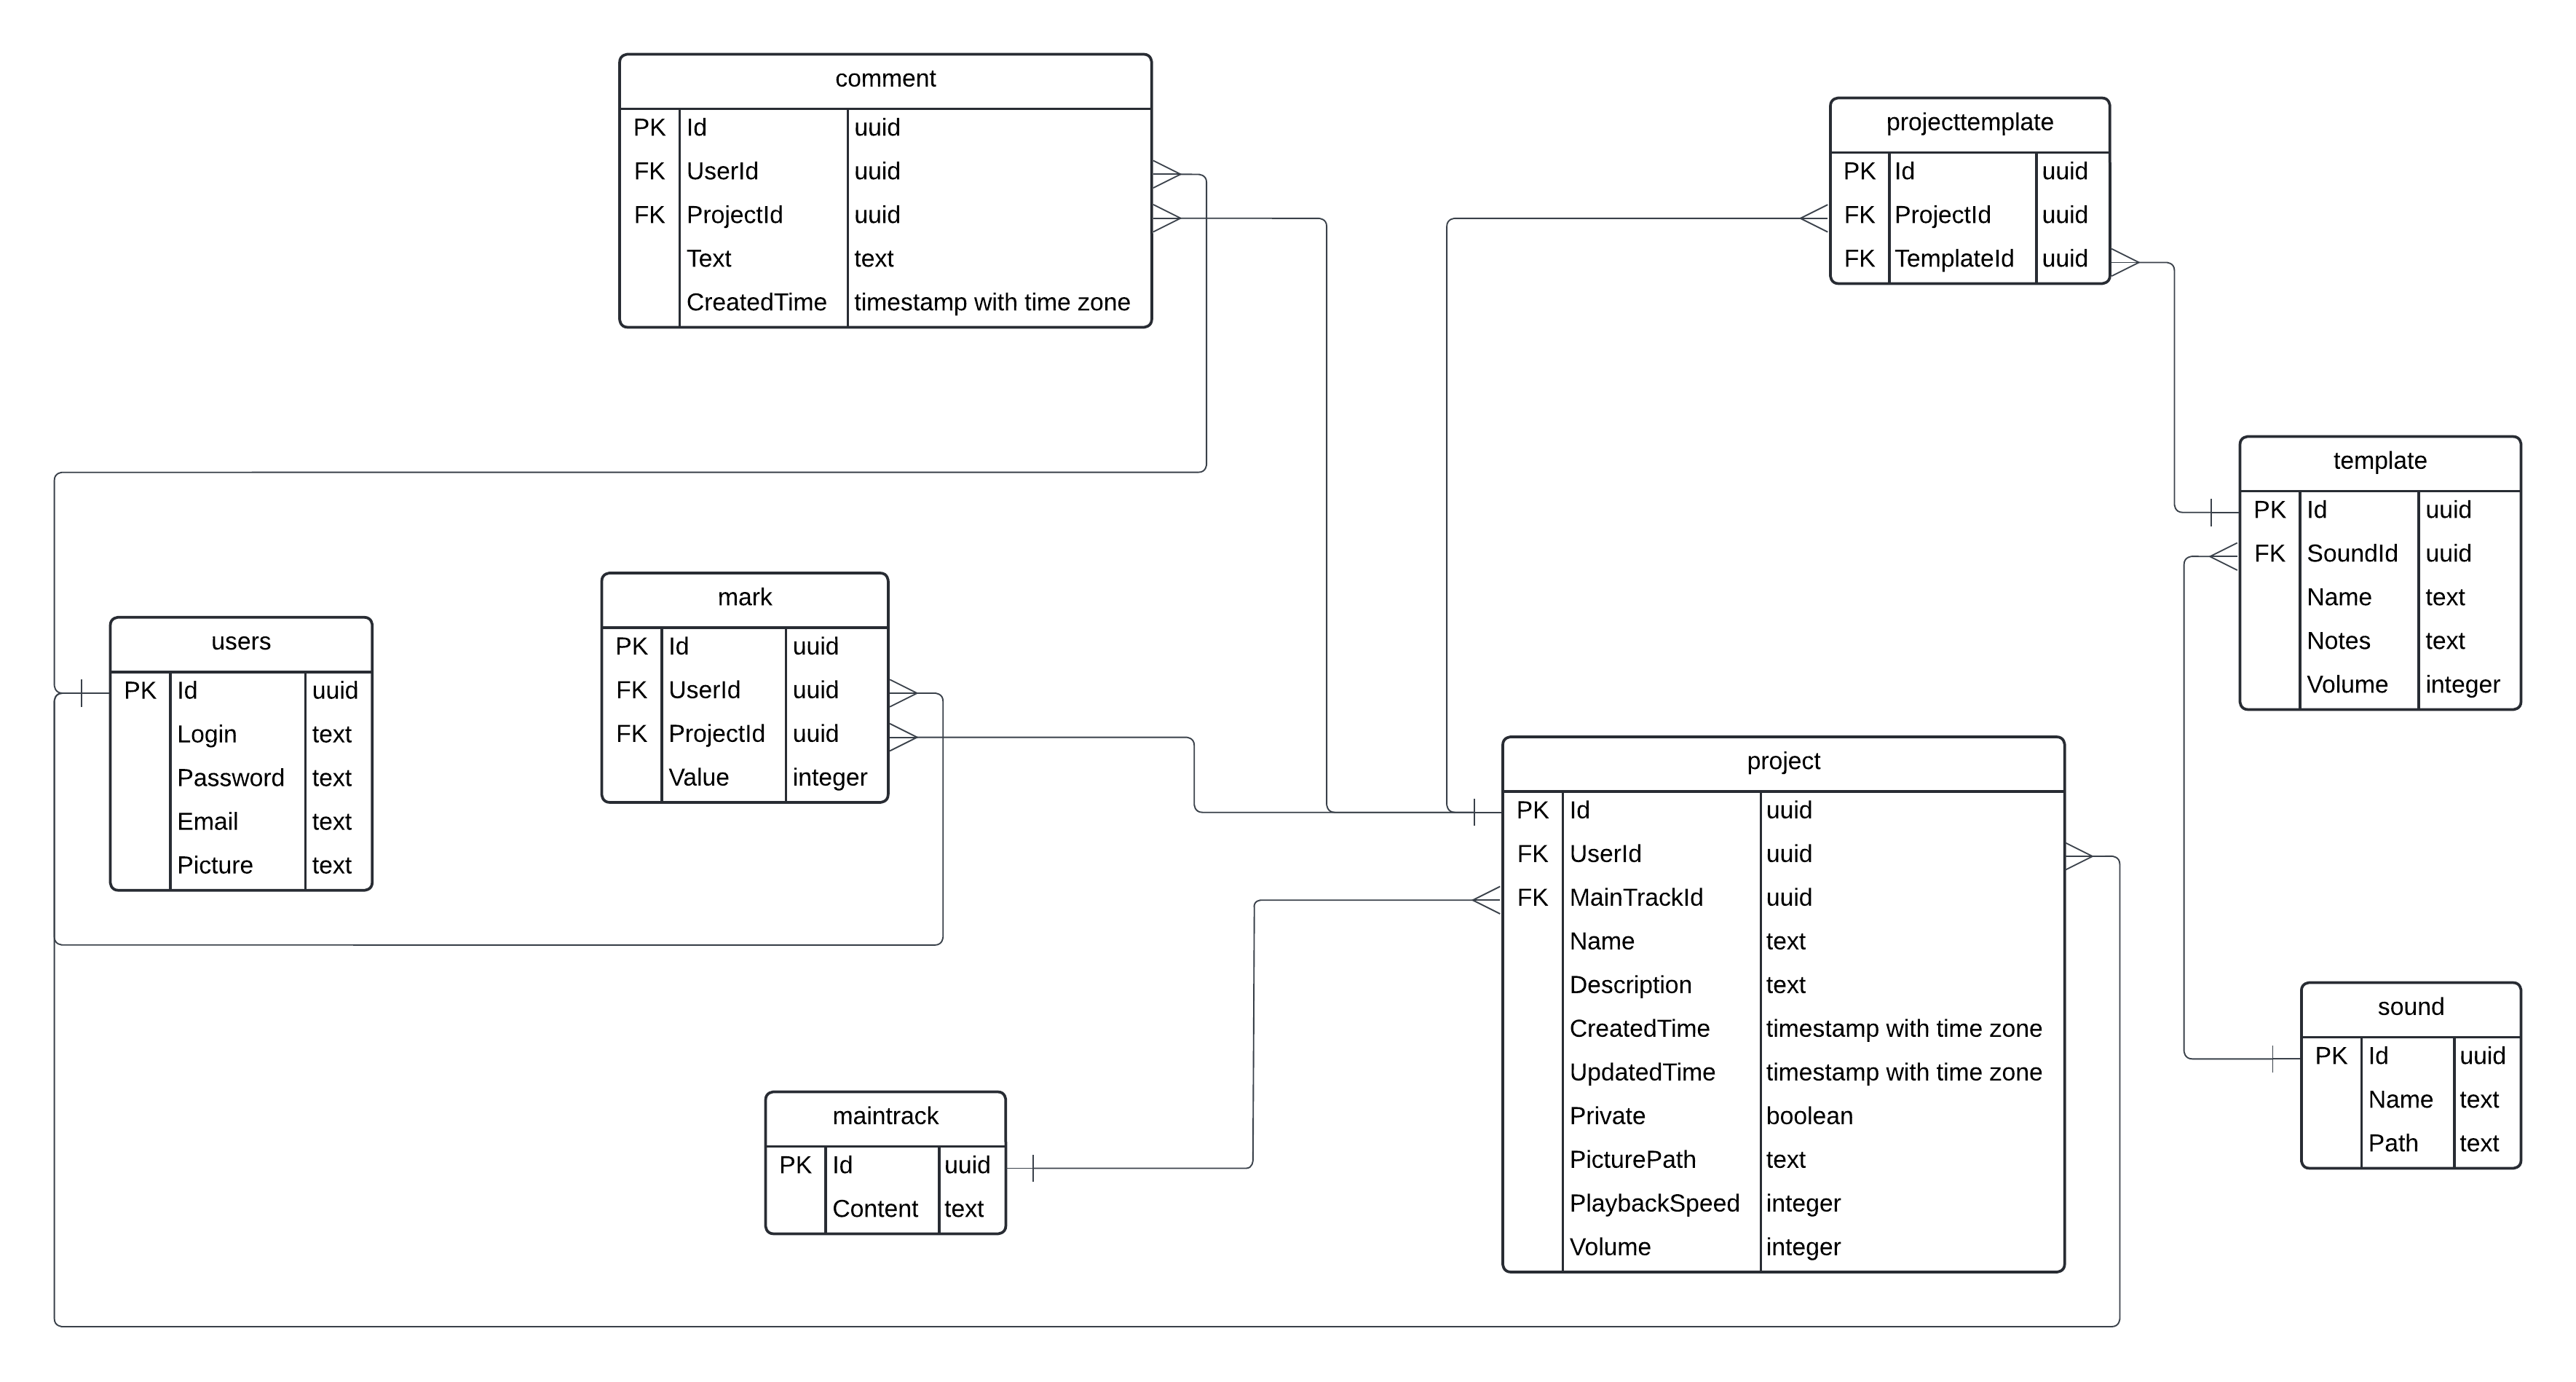 comment
PK Id uuid
FK UserId uuid
FK ProjectId uuid
Text text
CreatedTime timestamp with time zone
projecttemplate
PK Id uuid
FK ProjectId uuid
FK TemplateId uuid
template
PK Id uuid
FK SoundId uuid
Name text
Notes text
Volume integer
users
PK Id uuid
Login text
Password text
Email text
Picture text
mark
PK Id uuid
FK UserId uuid
FK ProjectId uuid
Value integer
project
PK Id uuid
FK UserId uuid
FK MainTrackId uuid
Name text
Description text
CreatedTime timestamp with time zone
UpdatedTime timestamp with time zone
Private boolean
PicturePath text
PlaybackSpeed integer
Volume integer
sound
PK Id uuid
Name text
Path text
maintrack
PK Id uuid
Content text